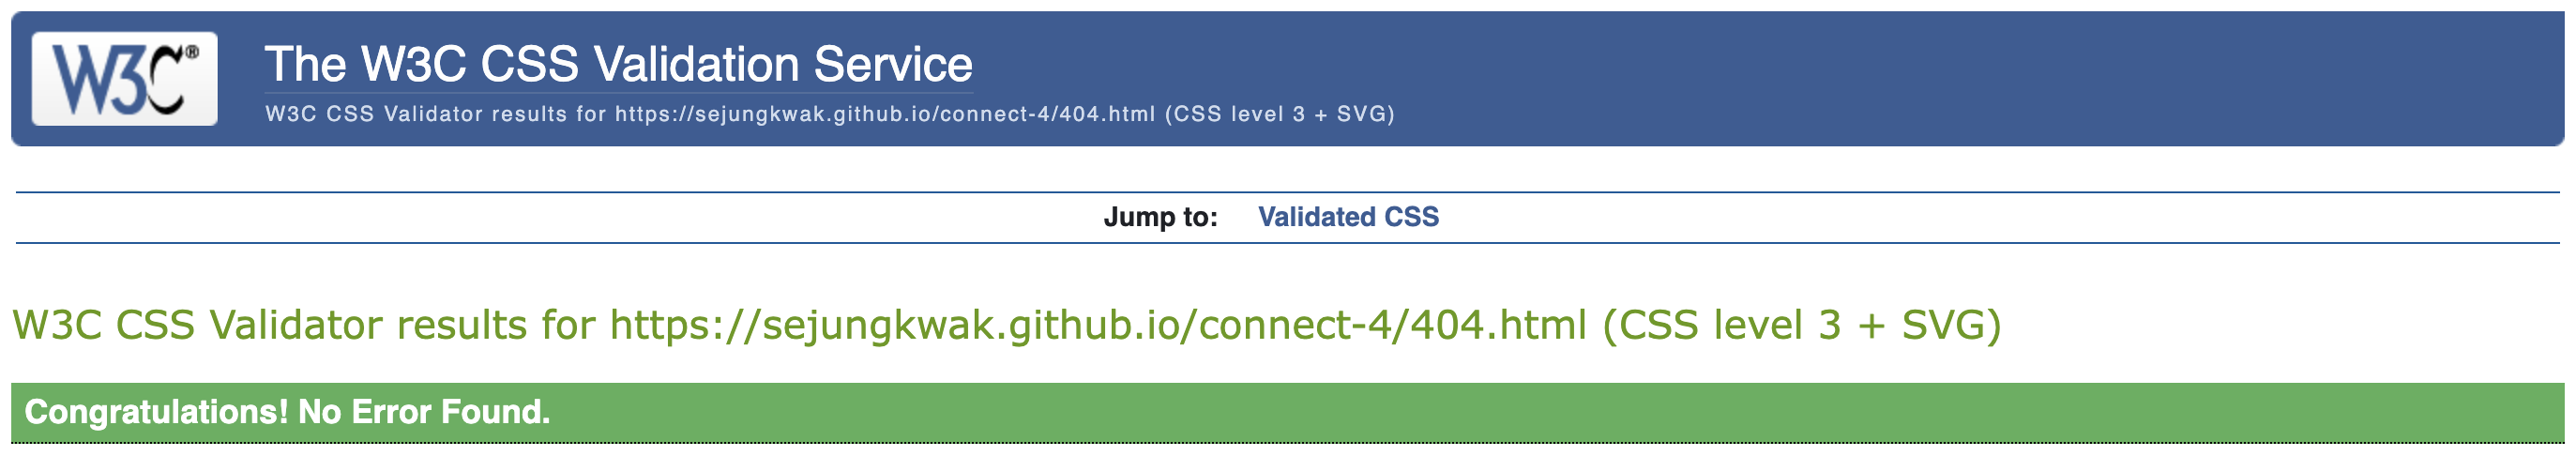 W3C®
The W3C CSS Validation Service
W3C CSS Validator results for https://sejungkwak.github.io/connect-4/404.html (CSS level 3 + SVG)
Jump to: Validated CSS
W3C CSS Validator results for https://sejungkwak.github.io/connect-4/404.html (CSS level 3 + SVG)
Congratulations! No Error Found.